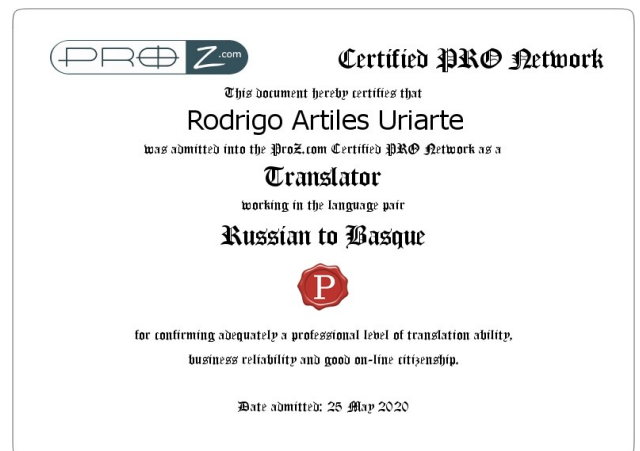 PROZ.com
Certified PRO Network
This document hereby certifies that
Rodrigo Artiles Uriarte
was admitted into the ProZ.com Certified PRO Network as a
Translator
working in the language pair
Russian to Basque
P
for confirming adequately a professional level of translation ability,
business reliability and good on-line citizenship.
Date admitted: 25 May 2020